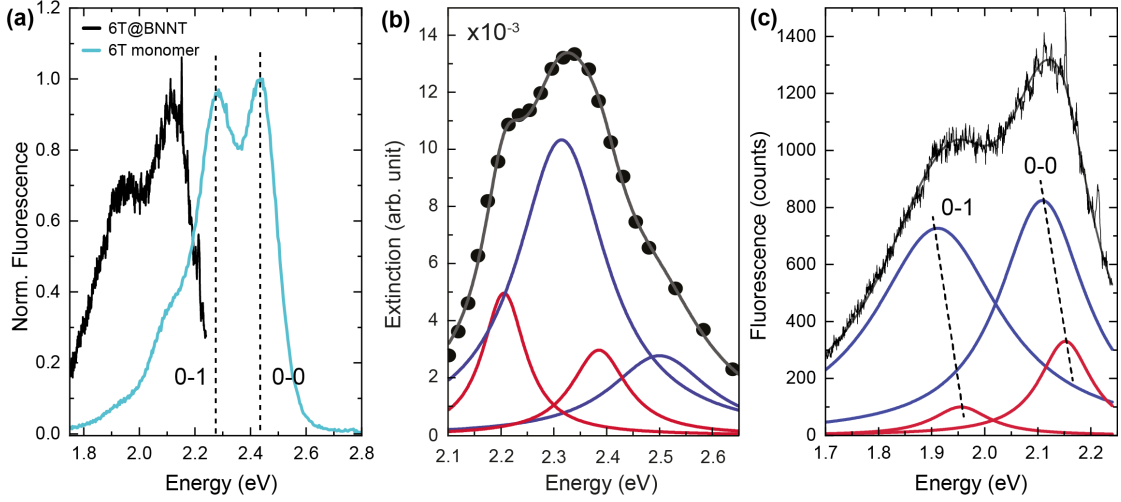 (a)
6T@BNNT
6T monomer
Norm. Fluorescence
1.0
0.8
0.6
0.4
0.2
0.0
0-1
0-0
1.8 2.0 2.2 2.4 2.6 2.8
Energy (eV)
(b)
x10-3
Extinction (arb. unit)
14
12
10
8
6
4
2
0
2.1 2.2 2.3 2.4 2.5 2.6
Energy (eV)
(c)
Fluorescence (counts)
1400
1200
1000
800
600
400
200
0
0-0
0-1
1.7 1.8 1.9 2.0 2.1 2.2
Energy (eV)